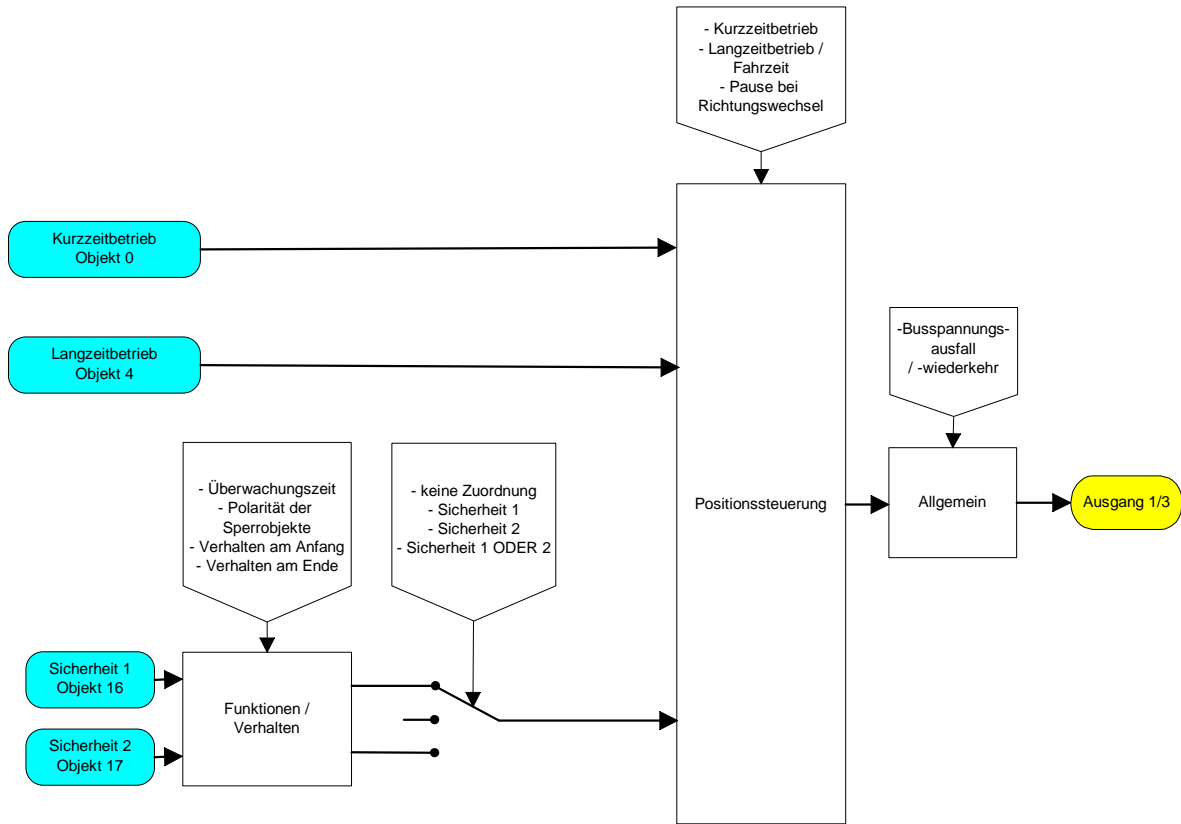 - Kurzzeitbetrieb
- Langzeitbetrieb /
Fahrzeit
- Pause bei
Richtungswechsel
Kurzzeitbetrieb
Objekt 0
Langzeitbetrieb
Objekt 4
-Busspannungs-
ausfall
/ -wiederkehr
- Überwachungszeit
- Polarität der
Sperrobjekte
- Verhalten am Anfang
- Verhalten am Ende
- keine Zuordnung
- Sicherheit 1
- Sicherheit 2
- Sicherheit 1 ODER 2
Positionssteuerung
Allgemein
Ausgang 1/3
Sicherheit 1
Objekt 16
Funktionen /
Verhalten
Sicherheit 2
Objekt 17